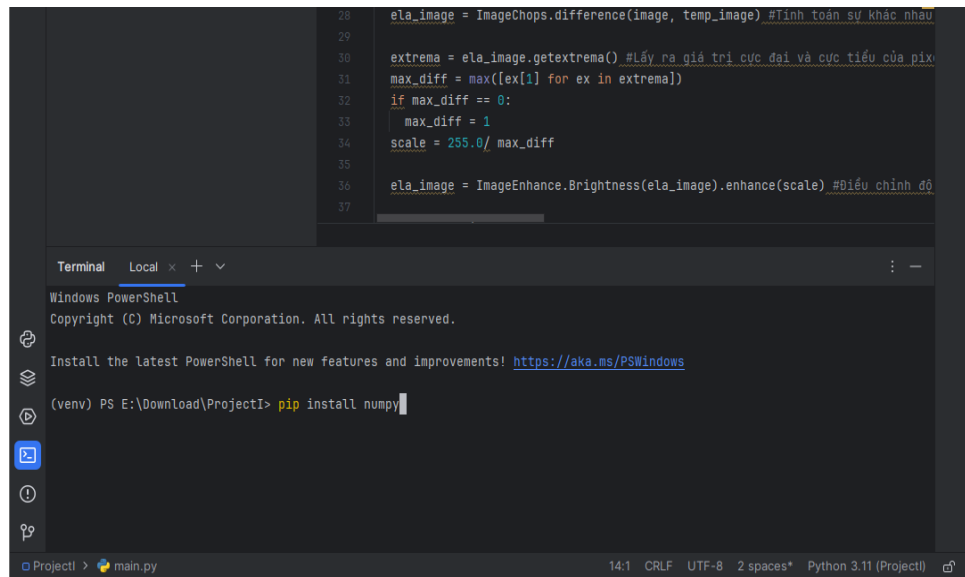 28 ela_image = ImageChops.difference(image, temp_image) #Tính toán sự khác nhau
29
30 extrema = ela_image.getextrema() #Lấy ra giá trị cực đại và cực tiểu của pix
31 max_diff = max([ex[1] for ex in extrema])
32 if max_diff == 0:
33 max_diff = 1
34 scale = 255.0/ max_diff
35
36 ela_image = ImageEnhance.Brightness(ela_image).enhance(scale) #Điều chỉnh độ
37
Terminal Local × + 
Windows PowerShell
Copyright (C) Microsoft Corporation. All rights reserved.
Install the latest PowerShell for new features and improvements! https://aka.ms/PSWindows
(venv) PS E:\Download\ProjectI> pip install numpy
ProjectI > main.py 14:1 CRLF UTF-8 2 spaces* Python 3.11 (ProjectI)